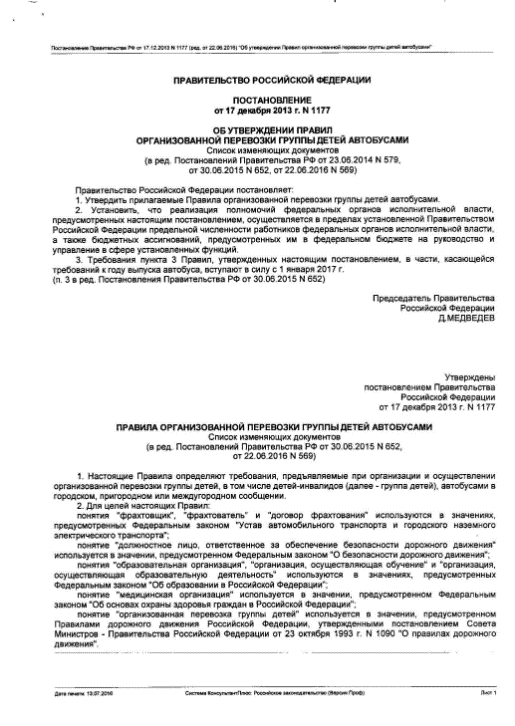 Постановление Правительства РФ от 17.12.2013 N 1177 (ред. от 22.06.2016) "Об утверждении Правил организованной перевозки группы детей автобусами"
ПРАВИТЕЛЬСТВО РОССИЙСКОЙ ФЕДЕРАЦИИ
ПОСТАНОВЛЕНИЕ
от 17 декабря 2013 г. N 1177
ОБ УТВЕРЖДЕНИИ ПРАВИЛ
ОРГАНИЗОВАННОЙ ПЕРЕВОЗКИ ГРУППЫ ДЕТЕЙ АВТОБУСАМИ
Список изменяющих документов
(в ред. Постановлений Правительства РФ от 23.06.2014 N 579,
от 30.06.2015 N 652, от 22.06.2016 N 569)
Правительство Российской Федерации постановляет:
1. Утвердить прилагаемые Правила организованной перевозки группы детей автобусами.
2. Установить, что реализация полномочий федеральных органов исполнительной власти,
предусмотренных настоящим постановлением, осуществляется в пределах установленной Правительством
Российской Федерации предельной численности работников федеральных органов исполнительной власти,
а также бюджетных ассигнований, предусмотренных им в федеральном бюджете на руководство и
управление в сфере установленных функций.
3. Требования пункта 3 Правил, утвержденных настоящим постановлением, в части, касающейся
требований к году выпуска автобуса, вступают в силу с 1 января 2017 г.
(п. 3 в ред. Постановления Правительства РФ от 30.06.2015 N 652)
Председатель Правительства
Российской Федерации
Д.МЕДВЕДЕВ
Утверждены
постановлением Правительства
Российской Федерации
от 17 декабря 2013 г. N 1177
ПРАВИЛА ОРГАНИЗОВАННОЙ ПЕРЕВОЗКИ ГРУППЫ ДЕТЕЙ АВТОБУСАМИ
Список изменяющих документов
(в ред. Постановлений Правительства РФ от 30.06.2015 N 652,
от 22.06.2016 N 569)
1. Настоящие Правила определяют требования, предъявляемые при организации и осуществлении
организованной перевозки группы детей, в том числе детей-инвалидов (далее - группа детей), автобусами в
городском, пригородном или междугородном сообщении.
2. Для целей настоящих Правил:
понятия "фрахтовщик", "фрахтователь" и "договор фрахтования" используются в значениях,
предусмотренных Федеральным законом "Устав автомобильного транспорта и городского наземного
электрического транспорта";
понятие "должностное лицо, ответственное за обеспечение безопасности дорожного движения"
используется в значении, предусмотренном Федеральным законом "О безопасности дорожного движения";
понятия "образовательная организация", "организация, осуществляющая обучение" и "организация,
осуществляющая образовательную деятельность" используются в значениях, предусмотренных
Федеральным законом "Об образовании в Российской Федерации";
понятие "медицинская организация" используется в значении, предусмотренном Федеральным
законом "Об основах охраны здоровья граждан в Российской Федерации";
понятие "организованная перевозка группы детей" используется в значении, предусмотренном
Правилами дорожного движения Российской Федерации, утвержденными постановлением Совета
Министров - Правительства Российской Федерации от 23 октября 1993 г. N 1090 "О правилах дорожного
движения".
Дата печати: 13.07.2016 Система КонсультантПлюс: Российское законодательство (Версия Проф) Лист 1